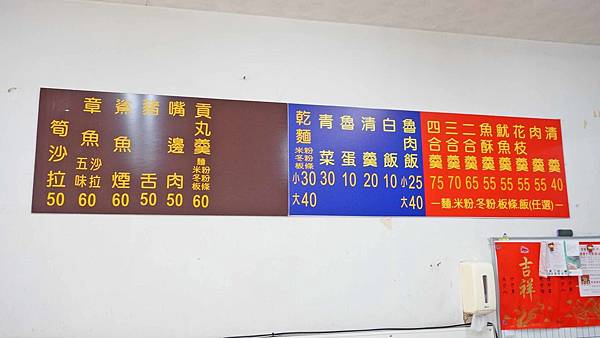 筍沙拉 50
章魚 五味 沙拉 60
鯊魚煙 60
豬舌 50
嘴邊肉 50
貢丸羹 麵 米粉 冬粉 板條 60
乾麵 米粉 冬粉 板條 小30 大40
青菜 30
魯蛋 10
清羹 20
白飯 10
魯肉飯 小25 大40
四合羹 75
三合羹 70
二合羹 65
魚酥羹 55
魷魚羹 55
花枝羹 55
肉羹 55
清羹 40
—麵.米粉.冬粉.板條.飯(任選)—
吉祥